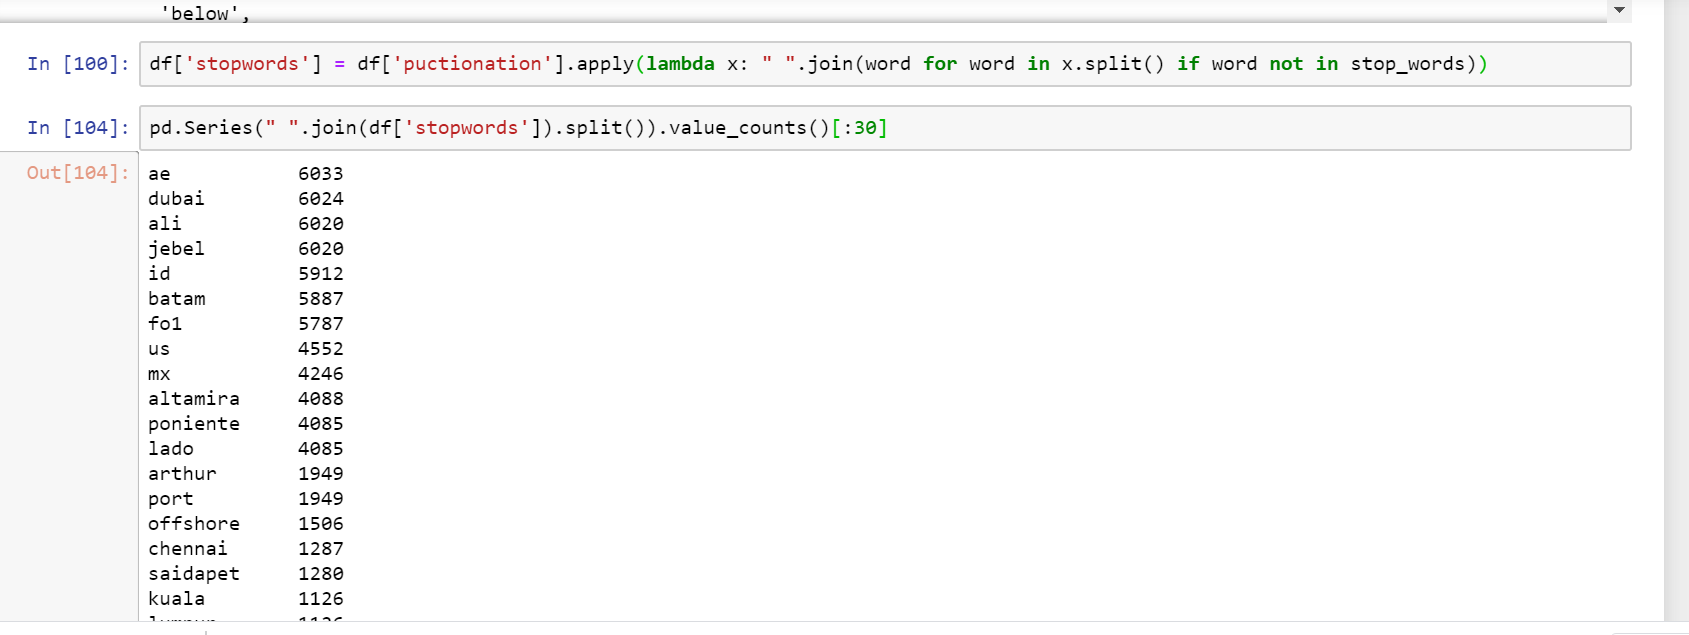 'below',
In [100]: df['stopwords'] = df['puctionation'].apply(lambda x: " ".join(word for word in x.split() if word not in stop_words))
In [104]: pd.Series(" ".join(df['stopwords']).split()).value_counts()[:30]
Out[104]: ae 6033
dubai 6024
ali 6020
jebel 6020
id 5912
batam 5887
fo1 5787
us 4552
mx 4246
altamira 4088
poniente 4085
lado 4085
arthur 1949
port 1949
offshore 1506
chennai 1287
saidapet 1280
kuala 1126